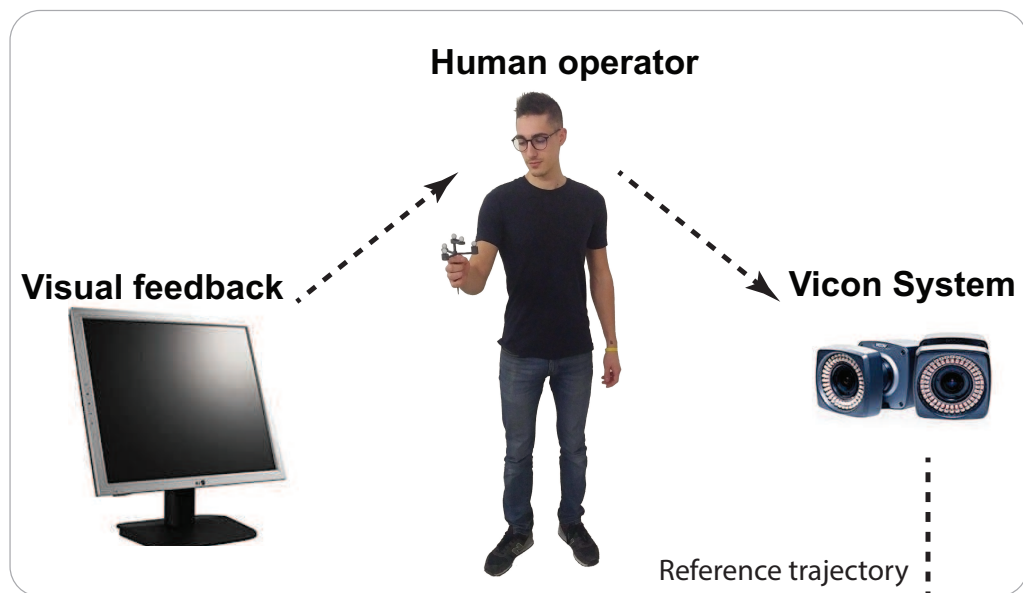 Human operator
Visual feedback
Vicon System
Reference trajectory